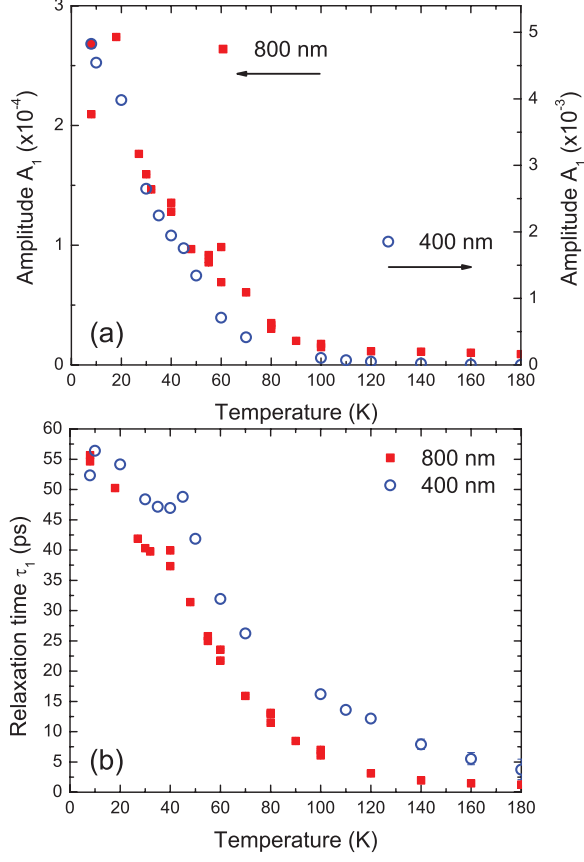 3
2
1
0
Amplitude A₁ (x10⁻⁴)
800 nm
400 nm
(a)
5
4
3
2
1
0
Amplitude A₁ (x10⁻³)
0 20 40 60 80 100 120 140 160 180
Temperature (K)
60
55
50
45
40
35
30
25
20
15
10
5
0
Relaxation time τ₁ (ps)
800 nm
400 nm
(b)
0 20 40 60 80 100 120 140 160 180
Temperature (K)